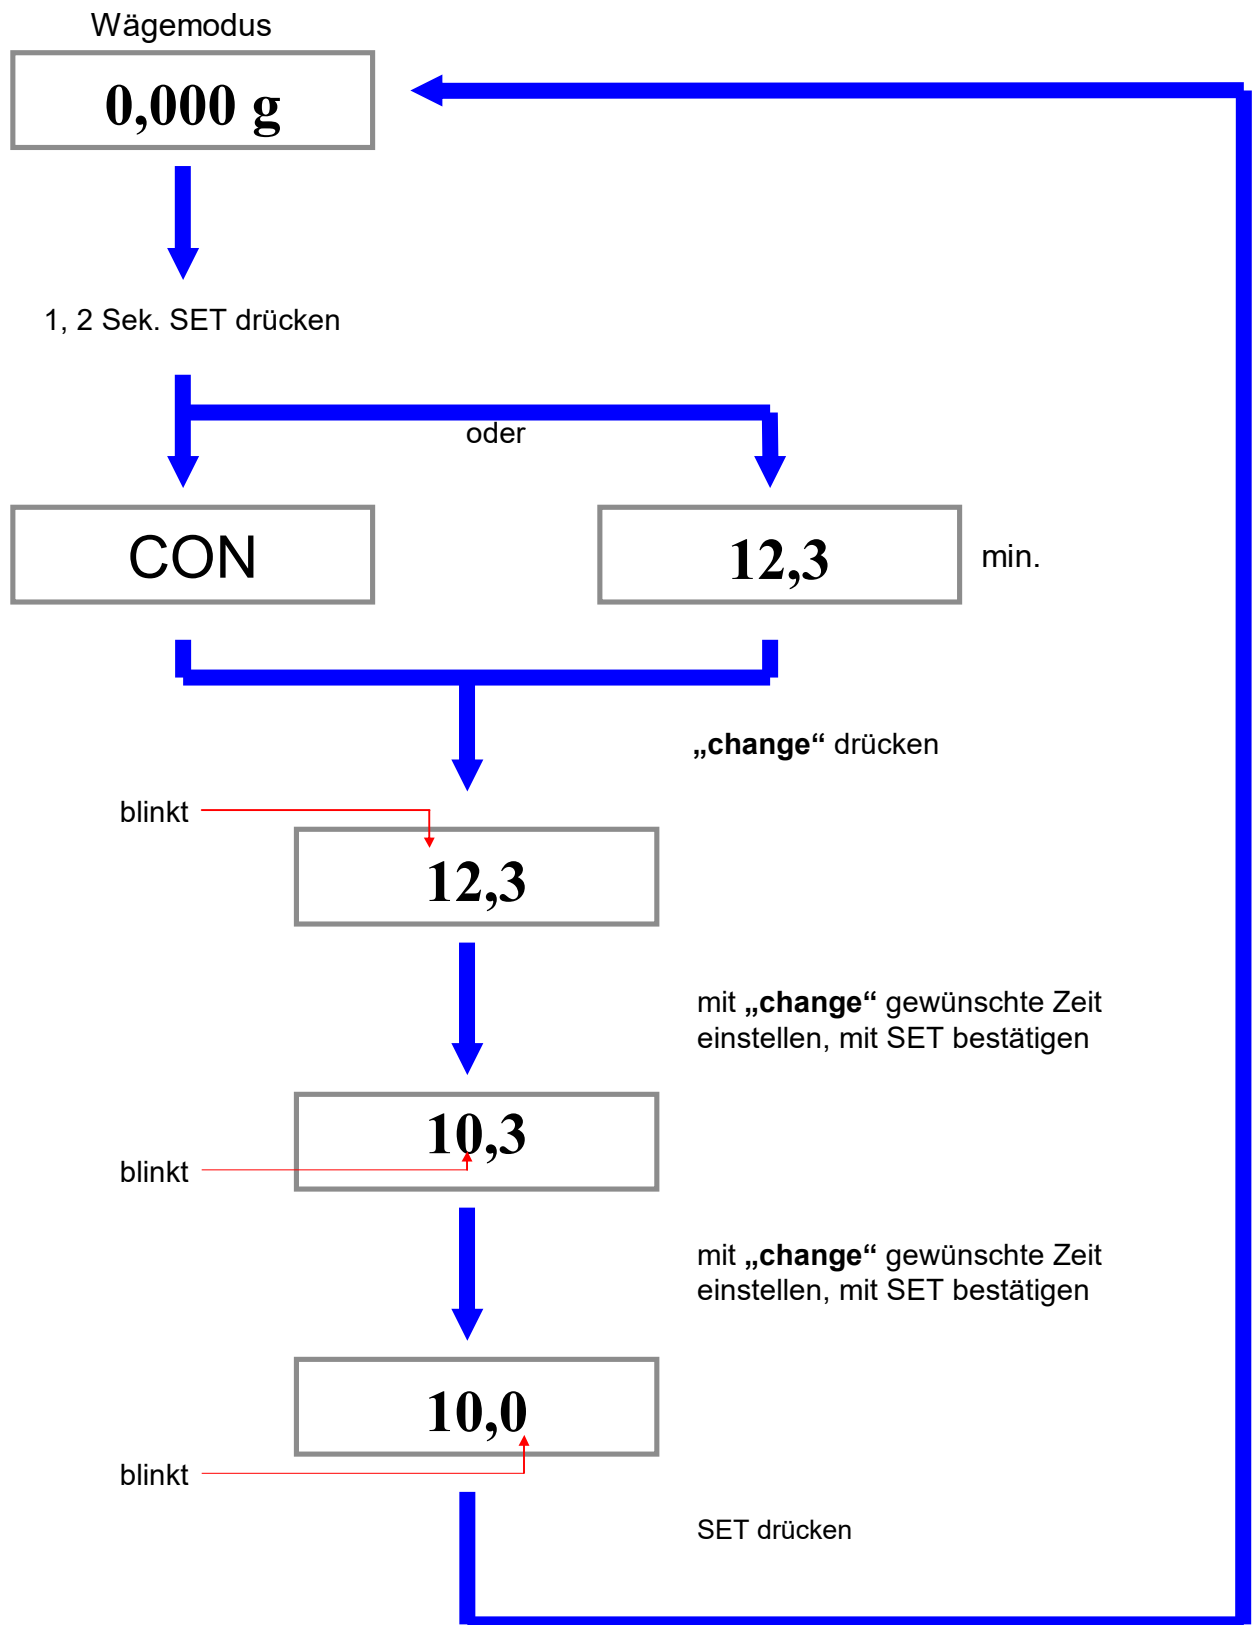 Wägemodus
0,000 g
1, 2 Sek. SET drücken
oder
CON
12,3
min.
„change“ drücken
blinkt
12,3
mit „change“ gewünschte Zeit
einstellen, mit SET bestätigen
10,3
blinkt
mit „change“ gewünschte Zeit
einstellen, mit SET bestätigen
10,0
blinkt
SET drücken